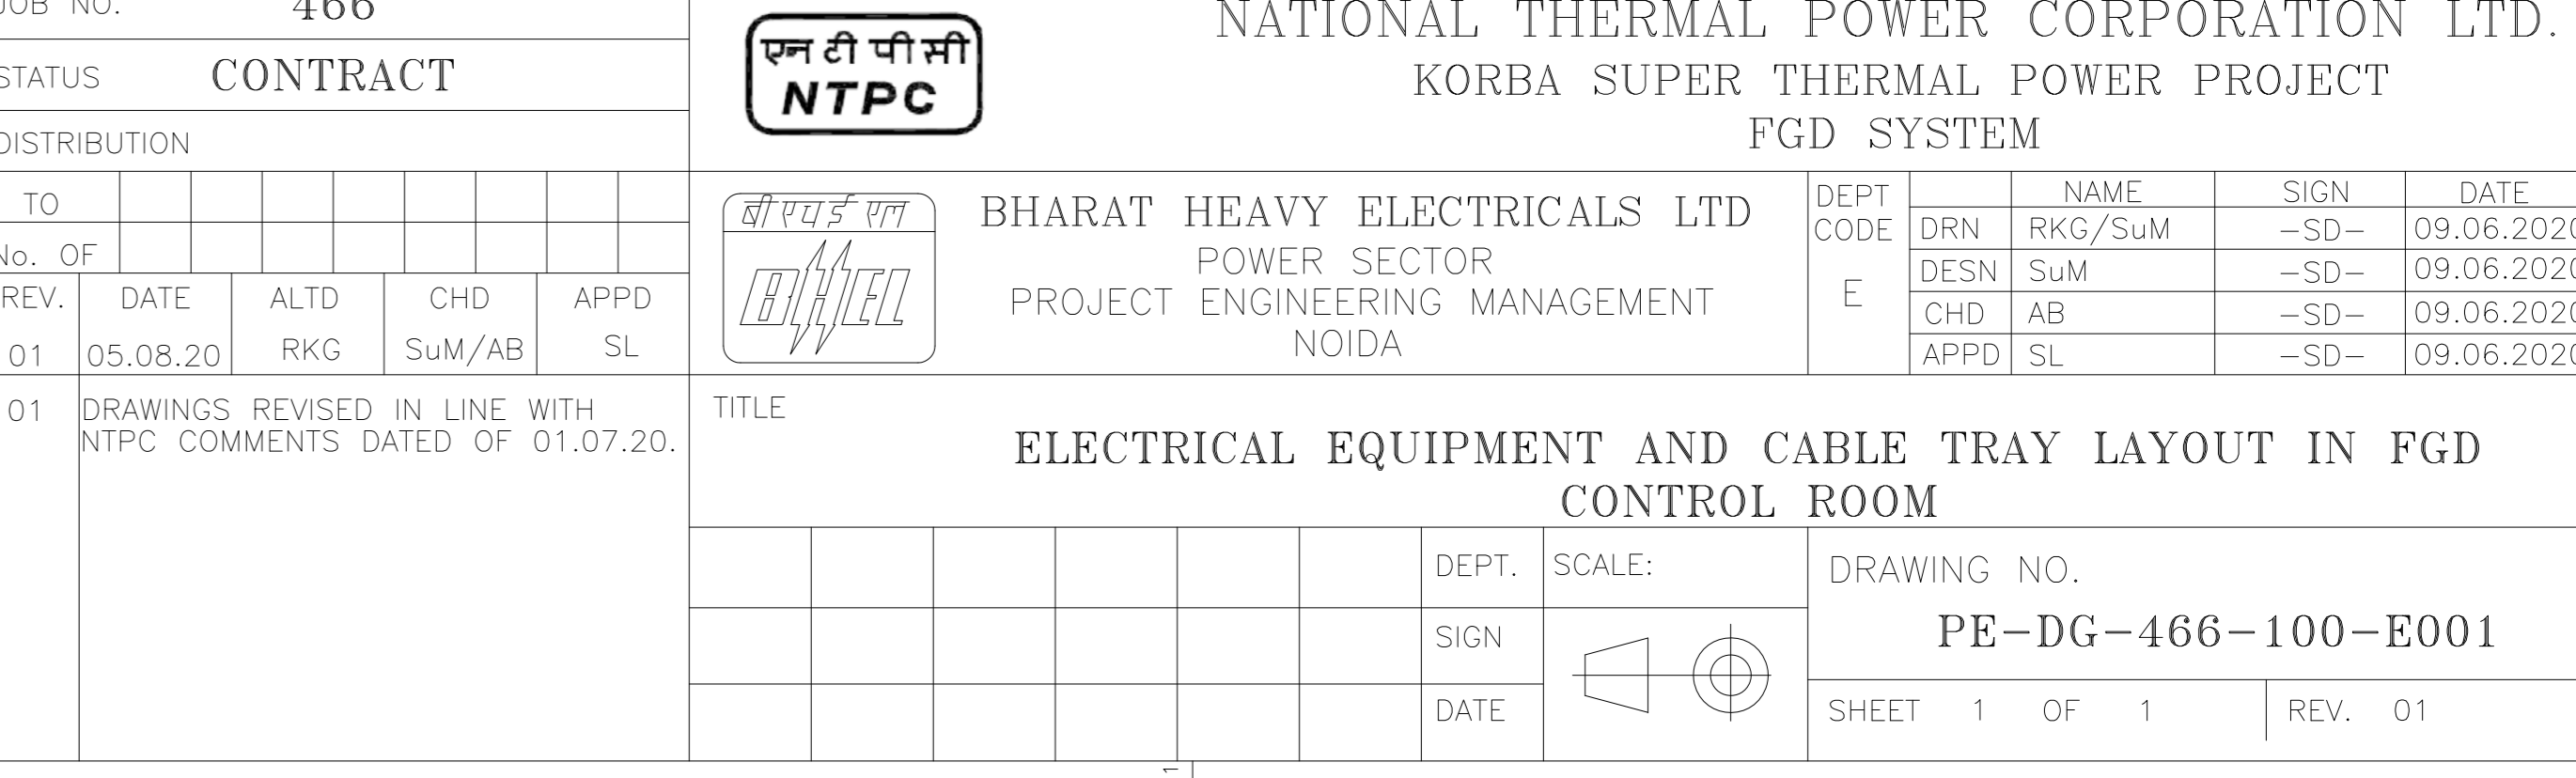 JOB NO. 466
STATUS CONTRACT
DISTRIBUTION
TO
No. OF
REV. DATE ALTD CHD APPD
01 05.08.20 RKG SuM/AB SL
01 DRAWINGS REVISED IN LINE WITH
NTPC COMMENTS DATED OF 01.07.20.
एन टी पी सी
NTPC
NATIONAL THERMAL POWER CORPORATION LTD.
KORBA SUPER THERMAL POWER PROJECT
FGD SYSTEM
बी एच ई एल
BHEL
BHARAT HEAVY ELECTRICALS LTD
POWER SECTOR
PROJECT ENGINEERING MANAGEMENT
NOIDA
DEPT
CODE
E
NAME SIGN DATE
DRN RKG/SuM -SD- 09.06.2020
DESN SuM -SD- 09.06.2020
CHD AB -SD- 09.06.2020
APPD SL -SD- 09.06.2020
TITLE
ELECTRICAL EQUIPMENT AND CABLE TRAY LAYOUT IN FGD
CONTROL ROOM
DEPT. SCALE:
SIGN
DATE
DRAWING NO.
PE-DG-466-100-E001
SHEET 1 OF 1 REV. 01